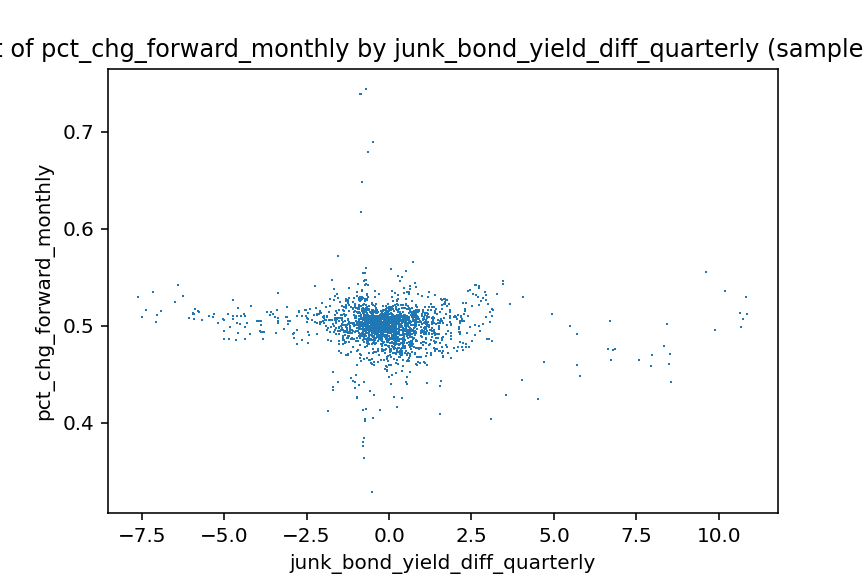 of pct_chg_forward_monthly by junk_bond_yield_diff_quarterly (sample
0.7
0.6
0.5
0.4
pct_chg_forward_monthly
−7.5 −5.0 −2.5 0.0 2.5 5.0 7.5 10.0
junk_bond_yield_diff_quarterly